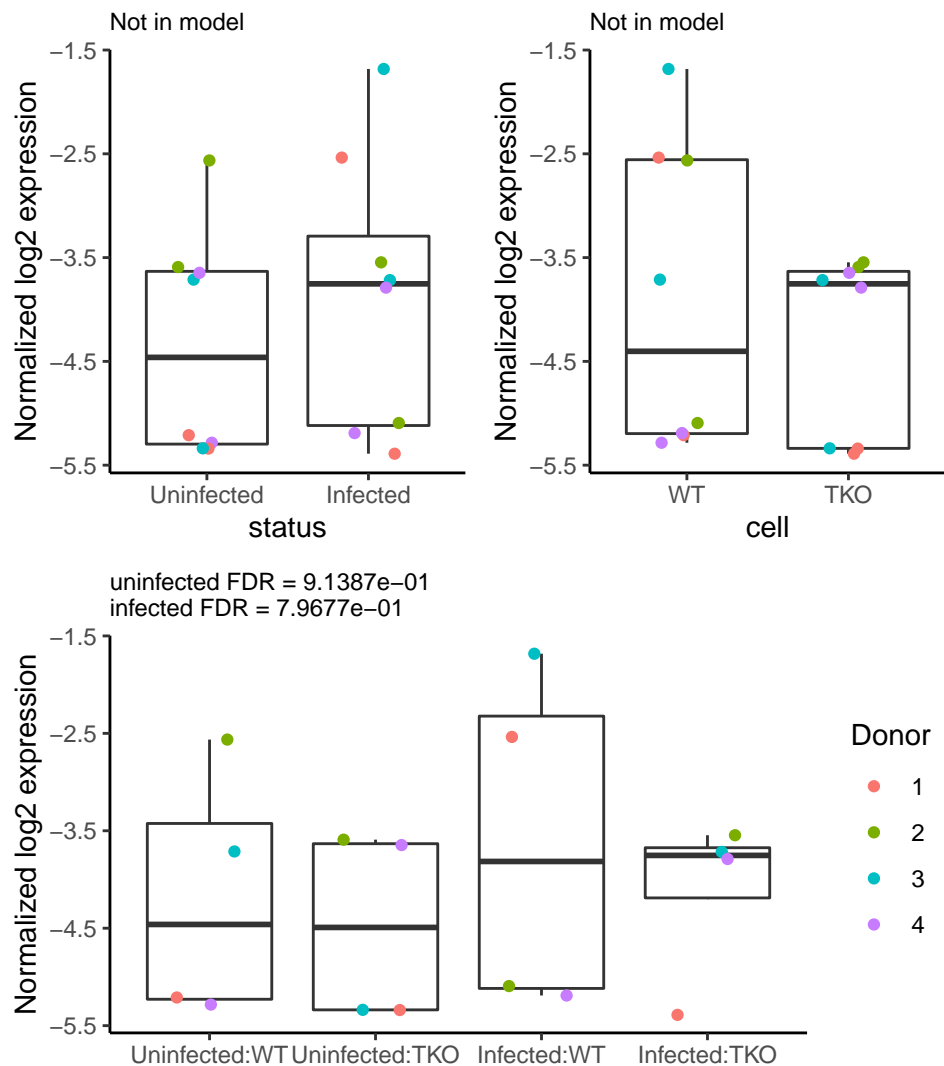 Not in model
Normalized log2 expression
−1.5
−2.5
−3.5
−4.5
−5.5
Uninfected
Infected
status
Not in model
Normalized log2 expression
−1.5
−2.5
−3.5
−4.5
−5.5
WT
TKO
cell
uninfected FDR = 9.1387e−01
infected FDR = 7.9677e−01
Normalized log2 expression
−1.5
−2.5
−3.5
−4.5
−5.5
Uninfected:WT
Uninfected:TKO
Infected:WT
Infected:TKO
Donor
1
2
3
4